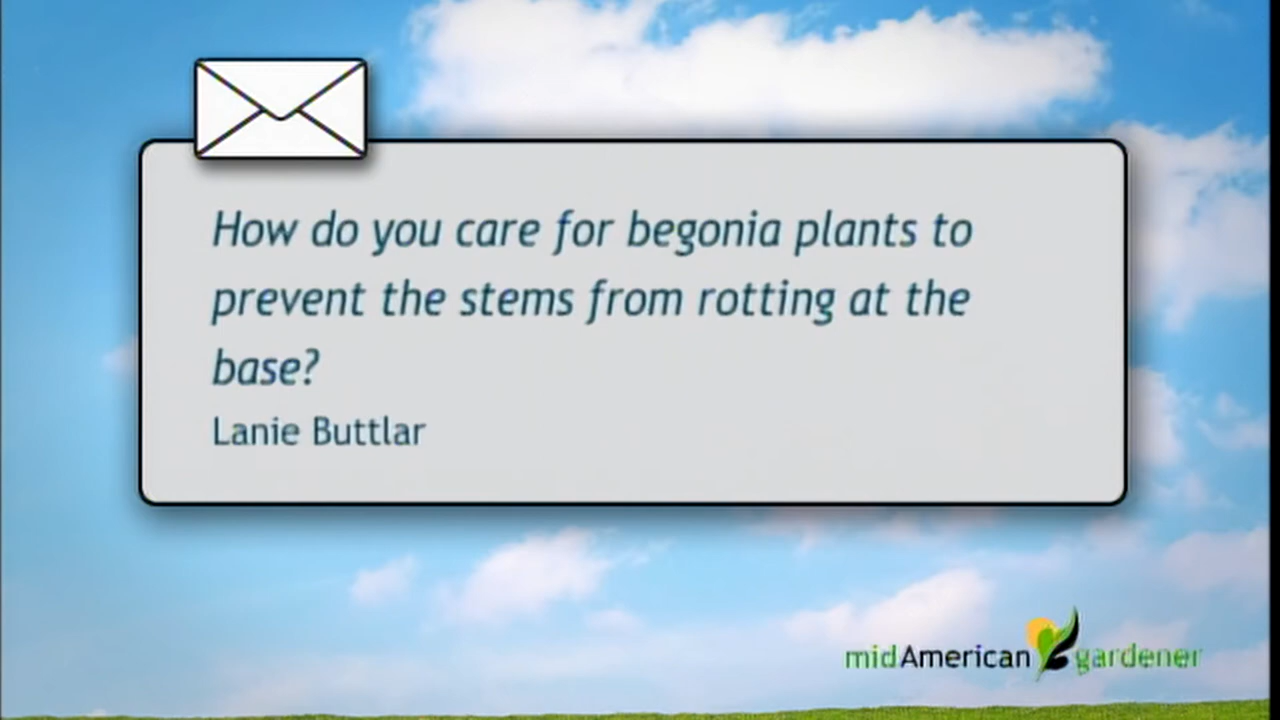 How do you care for begonia plants to
prevent the stems from rotting at the
base?
Lanie Buttlar
midAmerican gardener